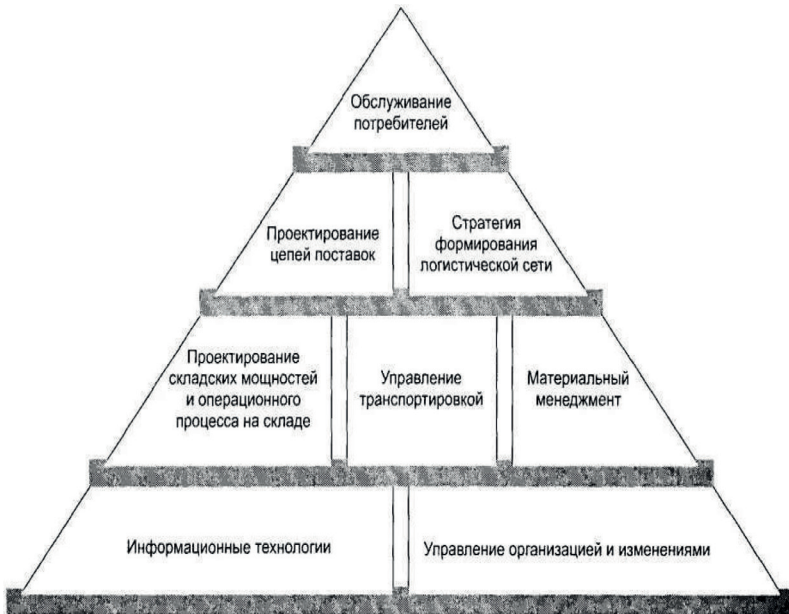 Обслуживание
потребителей
Проектирование
цепей поставок
Стратегия
формирования
логистической сети
Проектирование
складских мощностей
и операционного
процесса на складе
Управление
транспортировкой
Материальный
менеджмент
Информационные технологии
Управление организацией и изменениями